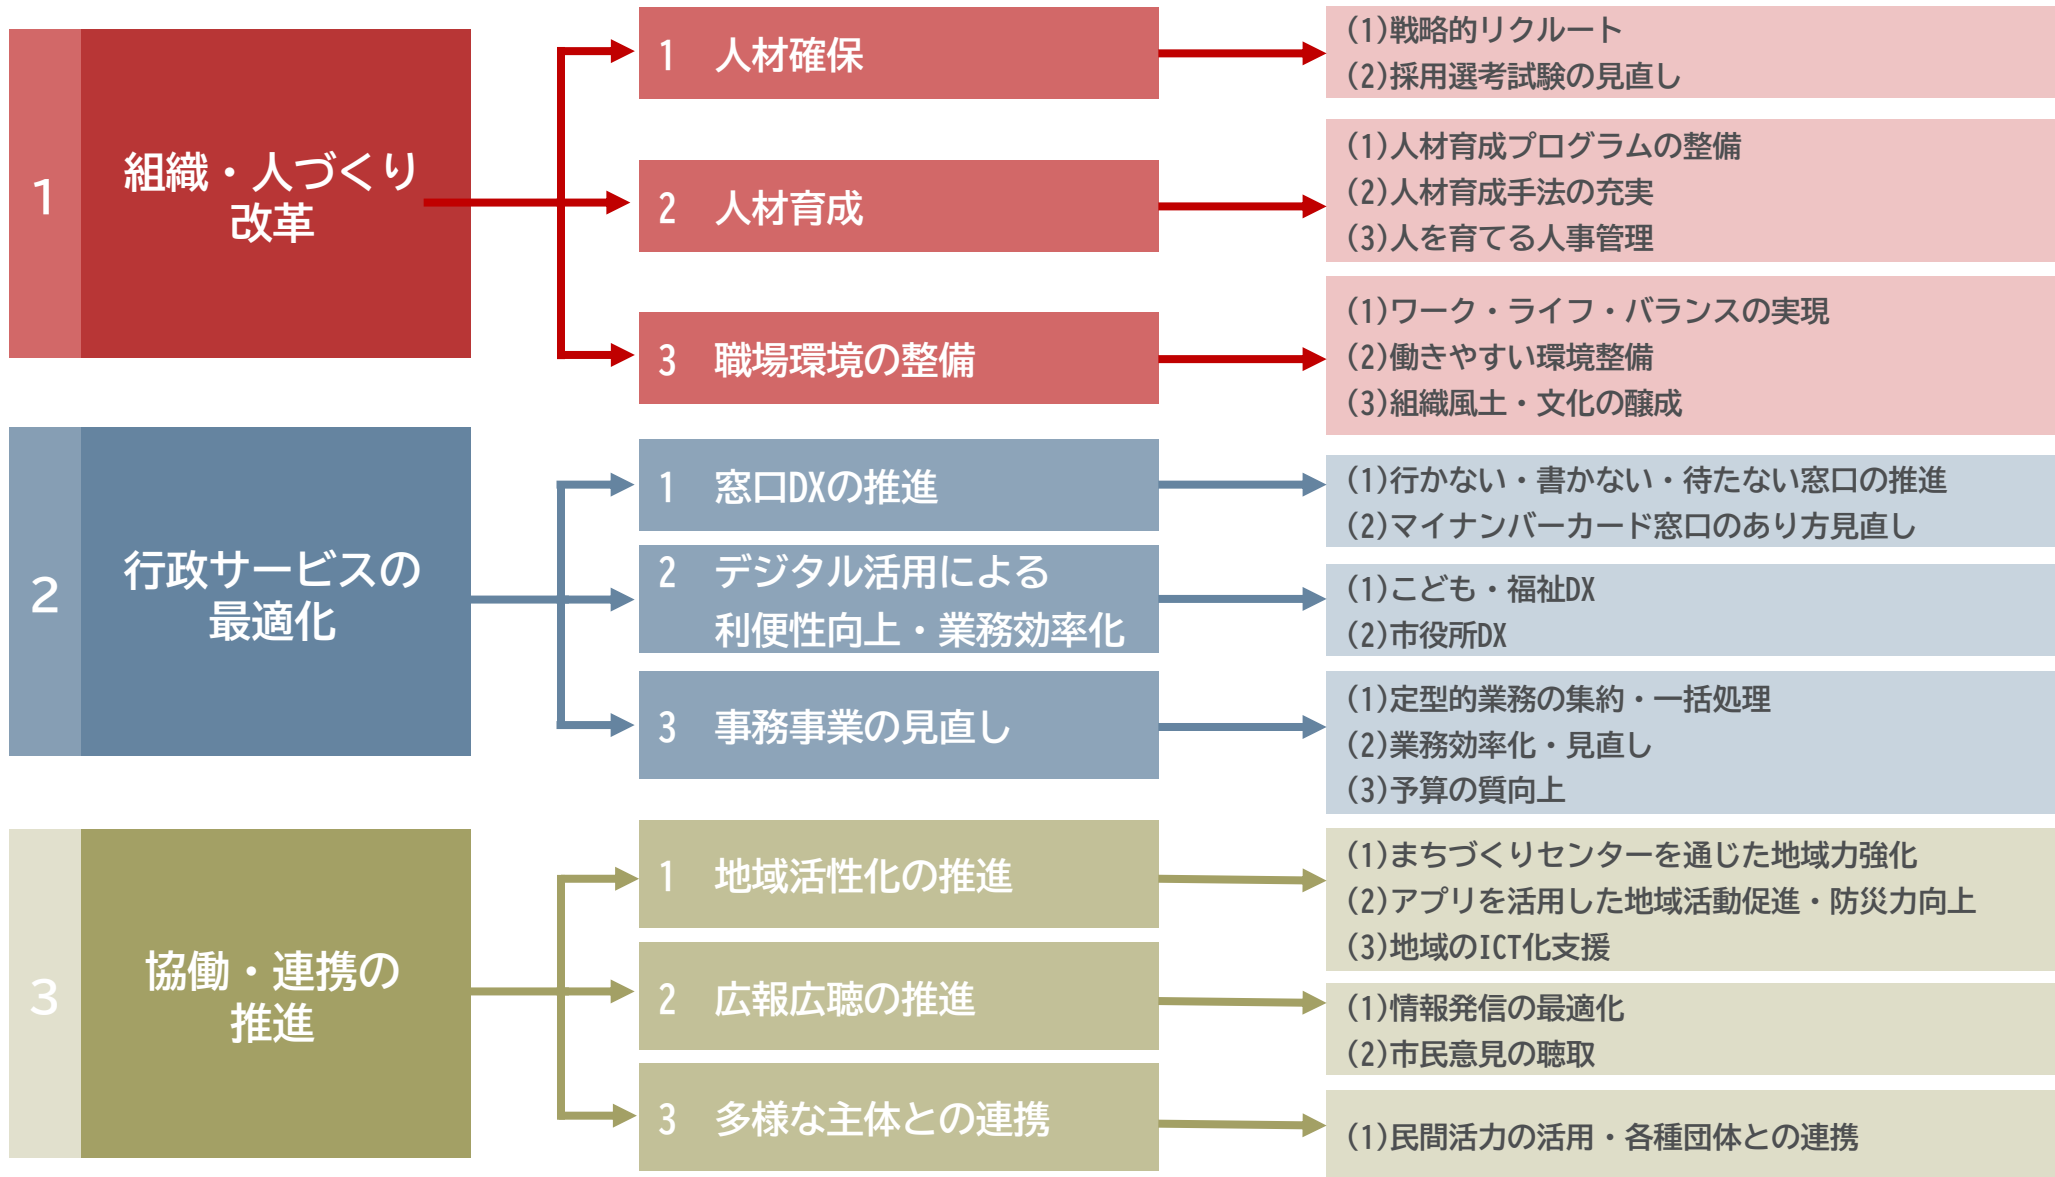 1
組織・人づくり
改革
1 人材確保
(1)戦略的リクルート
(2)採用選考試験の見直し
2 人材育成
(1)人材育成プログラムの整備
(2)人材育成手法の充実
(3)人を育てる人事管理
3 職場環境の整備
(1)ワーク・ライフ・バランスの実現
(2)働きやすい環境整備
(3)組織風土・文化の醸成
2
行政サービスの
最適化
1 窓口DXの推進
(1)行かない・書かない・待たない窓口の推進
(2)マイナンバーカード窓口のあり方見直し
2 デジタル活用による
利便性向上・業務効率化
(1)こども・福祉DX
(2)市役所DX
3 事務事業の見直し
(1)定型的業務の集約・一括処理
(2)業務効率化・見直し
(3)予算の質向上
3
協働・連携の
推進
1 地域活性化の推進
(1)まちづくりセンターを通じた地域力強化
(2)アプリを活用した地域活動促進・防災力向上
(3)地域のICT化支援
2 広報広聴の推進
(1)情報発信の最適化
(2)市民意見の聴取
3 多様な主体との連携
(1)民間活力の活用・各種団体との連携